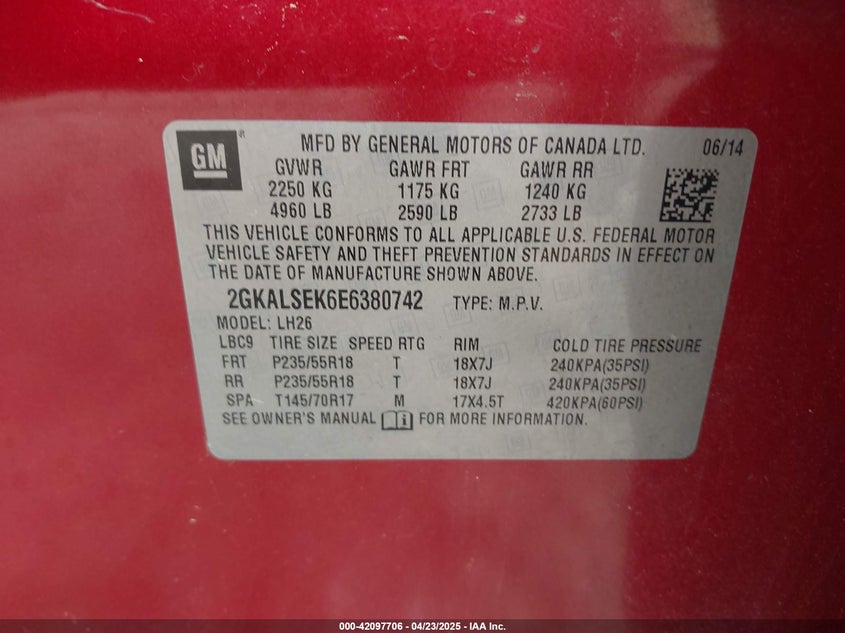 GM
MFD BY GENERAL MOTORS OF CANADA LTD. 06/14
GVWR GAWR FRT GAWR RR
2250 KG 1175 KG 1240 KG
4960 LB 2590 LB 2733 LB
THIS VEHICLE CONFORMS TO ALL APPLICABLE U.S. FEDERAL MOTOR
VEHICLE SAFETY AND THEFT PREVENTION STANDARDS IN EFFECT ON
THE DATE OF MANUFACTURE SHOWN ABOVE.
2GKALSEK6E6380742 TYPE: M.P.V.
MODEL: LH26
LBC9 TIRE SIZE SPEED RTG RIM COLD TIRE PRESSURE
FRT P235/55R18 T 18X7J 240KPA(35PSI)
RR P235/55R18 T 18X7J 240KPA(35PSI)
SPA T145/70R17 M 17X4.5T 420KPA(60PSI)
SEE OWNER'S MANUAL FOR MORE INFORMATION.
000-42097706 - 04/23/2025 - IAA Inc.